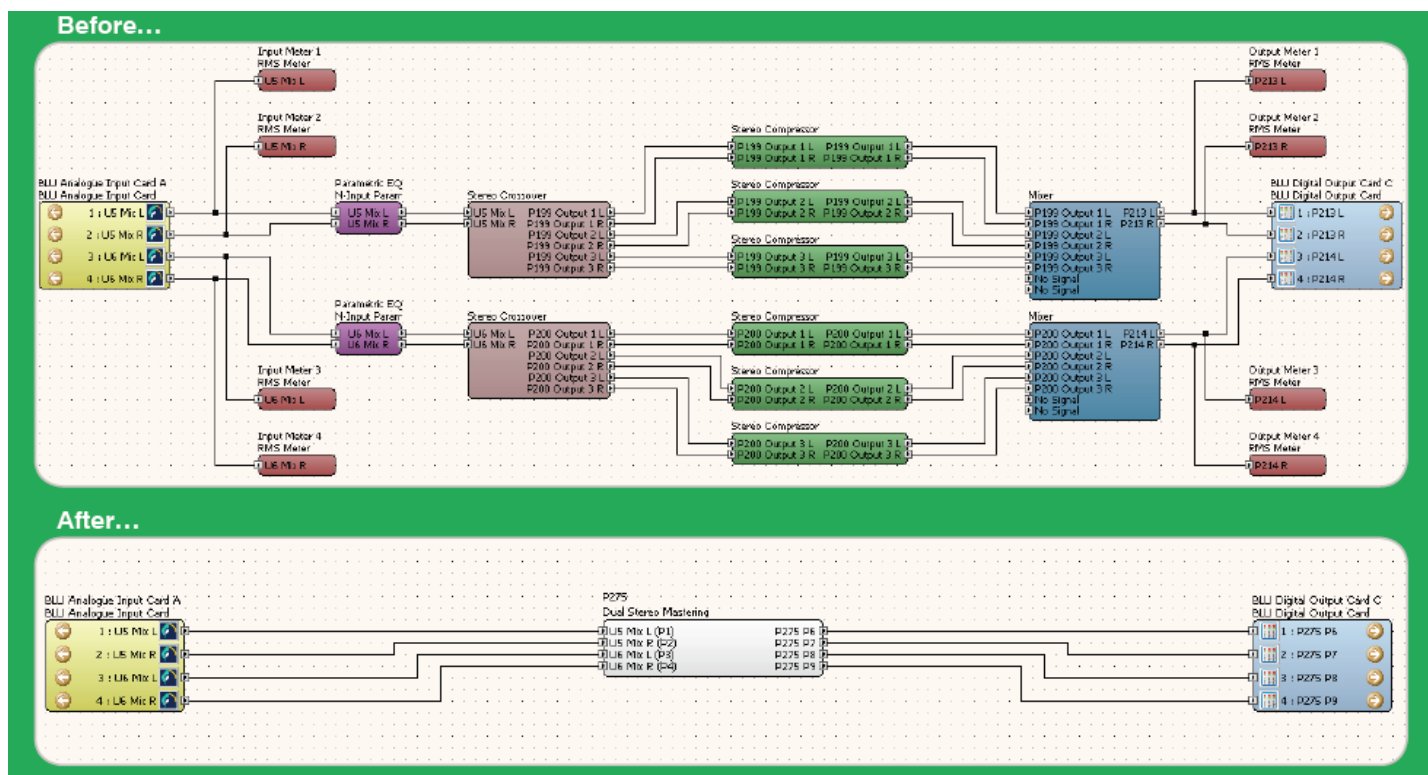 Before...
Input Meter 1
RMS Meter
U5 Mix L
Input Meter 2
RMS Meter
U5 Mix R
BLU Analogue Input Card A
BLU Analogue Input Card
1 : U5 Mix L
2 : U5 Mix R
3 : U6 Mix L
4 : U6 Mix R
Input Meter 3
RMS Meter
U6 Mix L
Input Meter 4
RMS Meter
U6 Mix R
Parametric EQ
N-Input Param
U5 Mix L
U5 Mix R
Parametric EQ
N-Input Param
U6 Mix L
U6 Mix R
Stereo Crossover
U5 Mix L P199 Output 1 L
U5 Mix R P199 Output 1 R
P199 Output 2 L
P199 Output 2 R
P199 Output 3 L
P199 Output 3 R
Stereo Crossover
U6 Mix L P200 Output 1 L
U6 Mix R P200 Output 1 R
P200 Output 2 L
P200 Output 2 R
P200 Output 3 L
P200 Output 3 R
Stereo Compressor
P199 Output 1 L P199 Output 1 L
P199 Output 1 R P199 Output 1 R
Stereo Compressor
P199 Output 2 L P199 Output 2 L
P199 Output 2 R P199 Output 2 R
Stereo Compressor
P199 Output 3 L P199 Output 3 L
P199 Output 3 R P199 Output 3 R
Stereo Compressor
P200 Output 1 L P200 Output 1 L
P200 Output 1 R P200 Output 1 R
Stereo Compressor
P200 Output 2 L P200 Output 2 L
P200 Output 2 R P200 Output 2 R
Stereo Compressor
P200 Output 3 L P200 Output 3 L
P200 Output 3 R P200 Output 3 R
Mixer
P199 Output 1 L P213 L
P199 Output 1 R P213 R
P199 Output 2 L
P199 Output 2 R
P199 Output 3 L
P199 Output 3 R
No Signal
No Signal
Mixer
P200 Output 1 L P214 L
P200 Output 1 R P214 R
P200 Output 2 L
P200 Output 2 R
P200 Output 3 L
P200 Output 3 R
No Signal
No Signal
Output Meter 1
RMS Meter
P213 L
Output Meter 2
RMS Meter
P213 R
BLU Digital Output Card C
BLU Digital Output Card
1 : P213 L
2 : P213 R
3 : P214 L
4 : P214 R
Output Meter 3
RMS Meter
P214 L
Output Meter 4
RMS Meter
P214 R
After...
BLU Analogue Input Card A
BLU Analogue Input Card
1 : U5 Mix L
2 : U5 Mix R
3 : U6 Mix L
4 : U6 Mix R
P275
Dual Stereo Mastering
U5 Mix L (P1) P275 P6
U5 Mix R (P2) P275 P7
U6 Mix L (P3) P275 P8
U6 Mix R (P4) P275 P9
BLU Digital Output Card C
BLU Digital Output Card
1 : P275 P6
2 : P275 P7
3 : P275 P8
4 : P275 P9